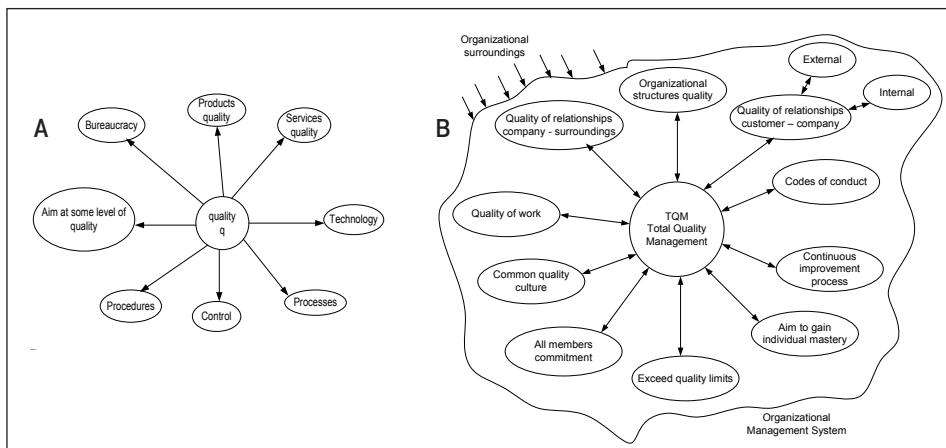 A
Bureaucracy
Products
quality
Services
quality
Aim at some level of
quality
quality
q
Technology
Procedures
Control
Processes
B
Organizational
surroundings
Organizational
structures quality
External
Internal
Quality of relationships
company - surroundings
Quality of relationships
customer – company
Quality of work
TQM
Total Quality
Management
Codes of conduct
Common quality
culture
Continuous
improvement
process
All members
commitment
Exceed quality limits
Aim to gain
individual mastery
Organizational
Management System